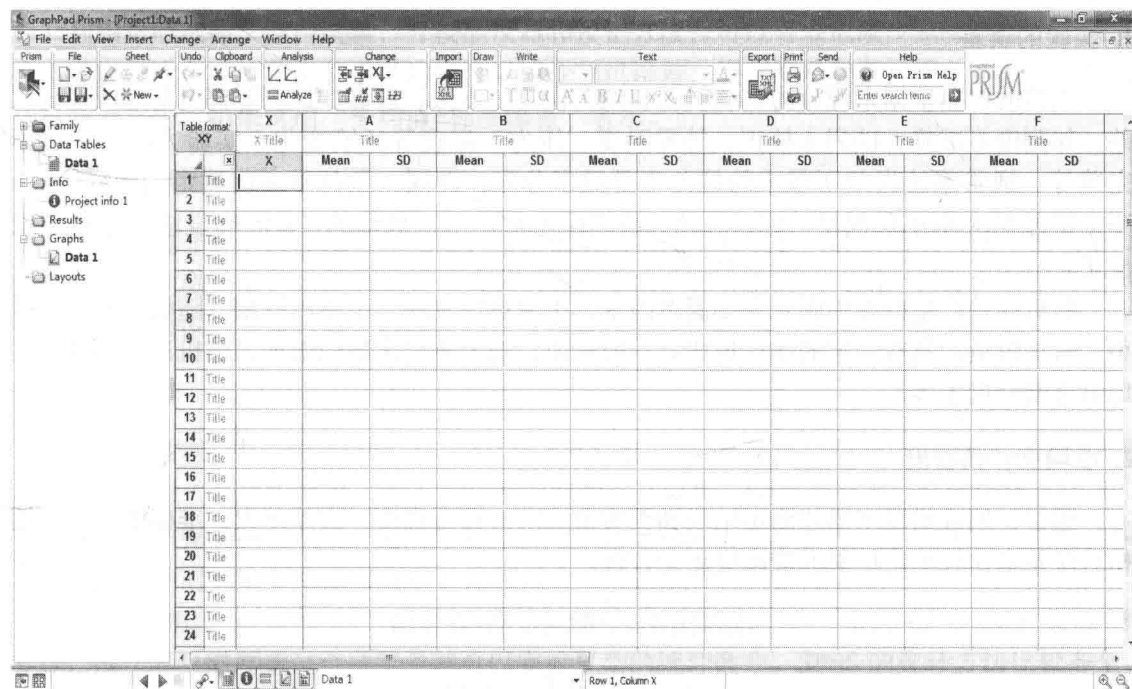 GraphPad Prism - [Project1:Data 1]
File Edit View Insert Change Arrange Window Help
Prism File Sheet Undo Clipboard Analysis Change Import Draw Write Text Export Print Send Help
Open Prism Help
New Analyze 123 Enter search terms PRISM
Family
Data Tables
Data 1
Info
Project info 1
Results
Graphs
Data 1
Layouts
Table format: X A B C D E F
XY X Title Title Title Title Title Title Title
X Mean SD Mean SD Mean SD Mean SD Mean SD Mean SD
1 Title
2 Title
3 Title
4 Title
5 Title
6 Title
7 Title
8 Title
9 Title
10 Title
11 Title
12 Title
13 Title
14 Title
15 Title
16 Title
17 Title
18 Title
19 Title
20 Title
21 Title
22 Title
23 Title
24 Title
Data 1 Row 1, Column X